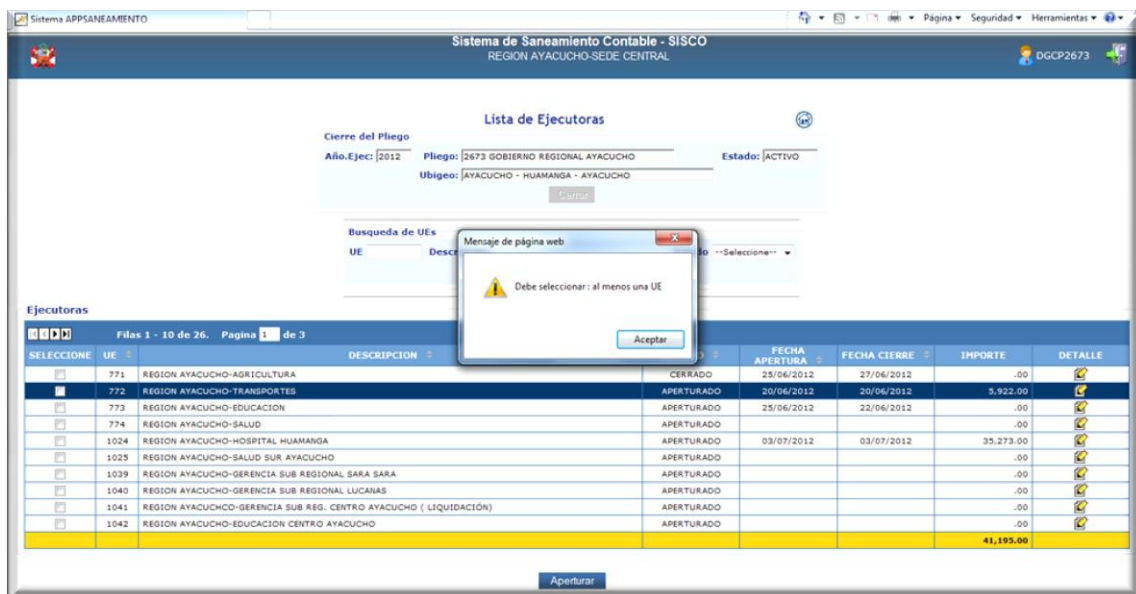 Sistema APPSANEAMIENTO
Página Seguridad Herramientas
Sistema de Saneamiento Contable - SISCO
REGION AYACUCHO-SEDE CENTRAL
DGCP2673
Lista de Ejecutoras
Cierre del Pliego
Año.Ejec: 2012 Pliego: 2673 GOBIERNO REGIONAL AYACUCHO Estado: ACTIVO
Ubigeo: AYACUCHO - HUAMANGA - AYACUCHO
Cerrar
Busqueda de UEs
UE Descr do --Seleccione--
Mensaje de página web
Debe seleccionar : al menos una UE
Aceptar
Ejecutoras
Filas 1 - 10 de 26. Pagina 1 de 3
SELECCIONE UE DESCRIPCION O FECHA APERTURA FECHA CIERRE IMPORTE DETALLE
771 REGION AYACUCHO-AGRICULTURA CERRADO 25/06/2012 27/06/2012 .00
772 REGION AYACUCHO-TRANSPORTES APERTURADO 20/06/2012 20/06/2012 5,922.00
773 REGION AYACUCHO-EDUCACION APERTURADO 25/06/2012 22/06/2012 .00
774 REGION AYACUCHO-SALUD APERTURADO .00
1024 REGION AYACUCHO-HOSPITAL HUAMANGA APERTURADO 03/07/2012 03/07/2012 35,273.00
1025 REGION AYACUCHO-SALUD SUR AYACUCHO APERTURADO .00
1039 REGION AYACUCHO-GERENCIA SUB REGIONAL SARA SARA APERTURADO .00
1040 REGION AYACUCHO-GERENCIA SUB REGIONAL LUCANAS APERTURADO .00
1041 REGION AYACUCHCO-GERENCIA SUB REG. CENTRO AYACUCHO ( LIQUIDACIÓN) APERTURADO .00
1042 REGION AYACUCHO-EDUCACION CENTRO AYACUCHO APERTURADO .00
41,195.00
Aperturar